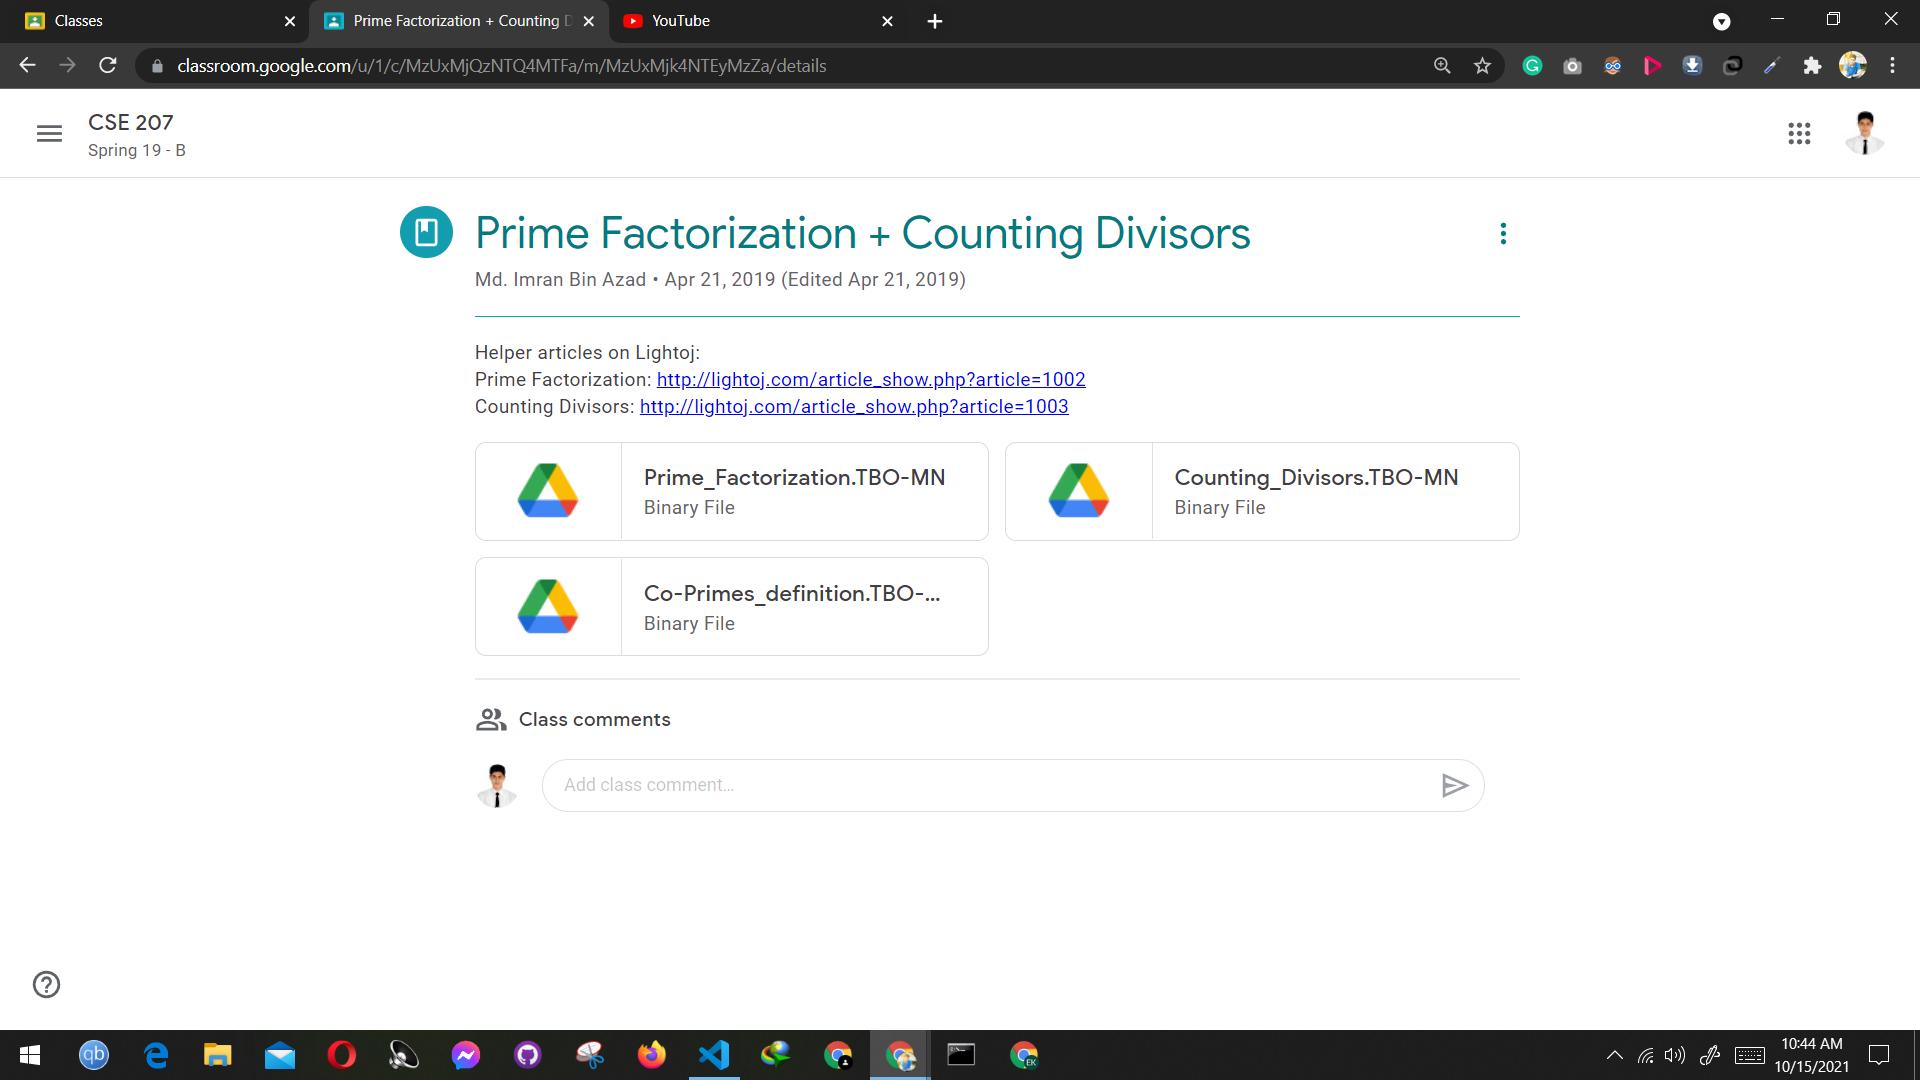 Classes
Prime Factorization + Counting D
YouTube
classroom.google.com/u/1/c/MzUxMjQzNTQ4MTFa/m/MzUxMjk4NTEyMzZa/details
CSE 207
Spring 19 - B
Prime Factorization + Counting Divisors
Md. Imran Bin Azad • Apr 21, 2019 (Edited Apr 21, 2019)
Helper articles on Lightoj:
Prime Factorization: http://lightoj.com/article_show.php?article=1002
Counting Divisors: http://lightoj.com/article_show.php?article=1003
Prime_Factorization.TBO-MN
Binary File
Counting_Divisors.TBO-MN
Binary File
Co-Primes_definition.TBO-...
Binary File
Class comments
Add class comment...
qb
EK
10:44 AM
10/15/2021